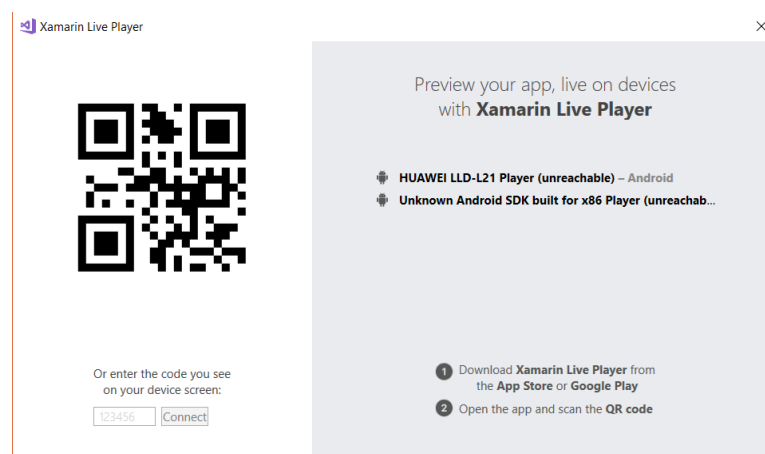 Xamarin Live Player
Preview your app, live on devices
with Xamarin Live Player
HUAWEI LLD-L21 Player (unreachable) – Android
Unknown Android SDK built for x86 Player (unreachab...
Or enter the code you see
on your device screen:
123456 Connect
1 Download Xamarin Live Player from
the App Store or Google Play
2 Open the app and scan the QR code